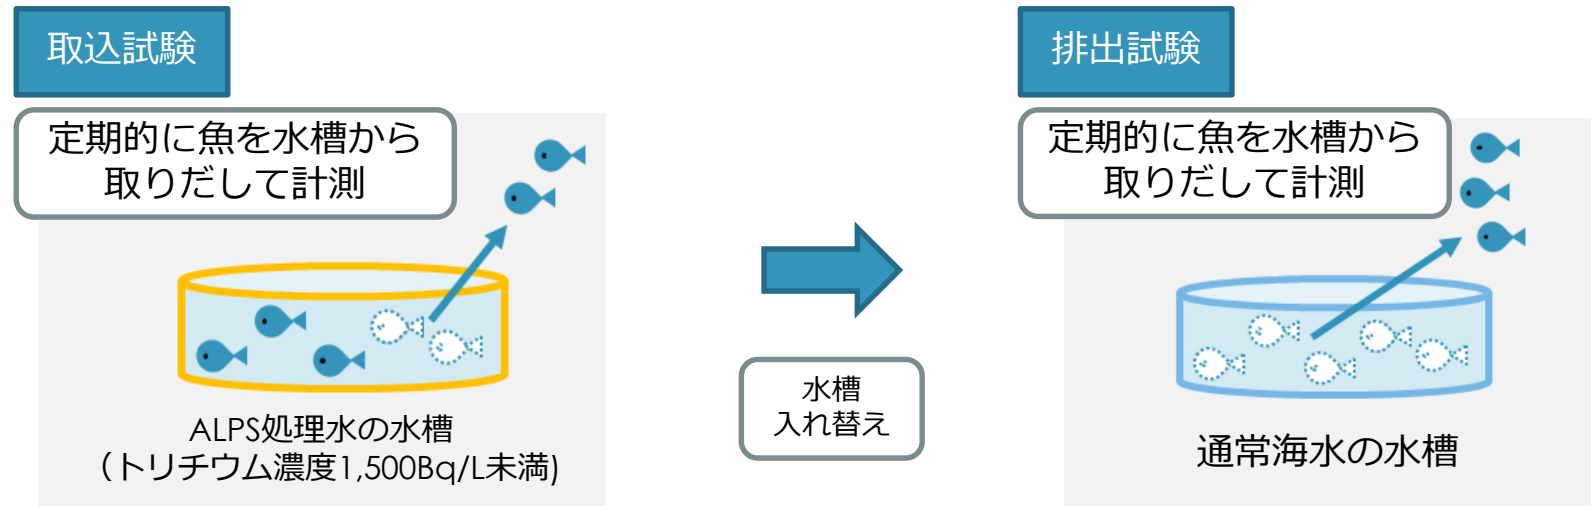 取込試験
定期的に魚を水槽から
取りだして計測
ALPS処理水の水槽
（トリチウム濃度1,500Bq/L未満)
水槽
入れ替え
排出試験
定期的に魚を水槽から
取りだして計測
通常海水の水槽